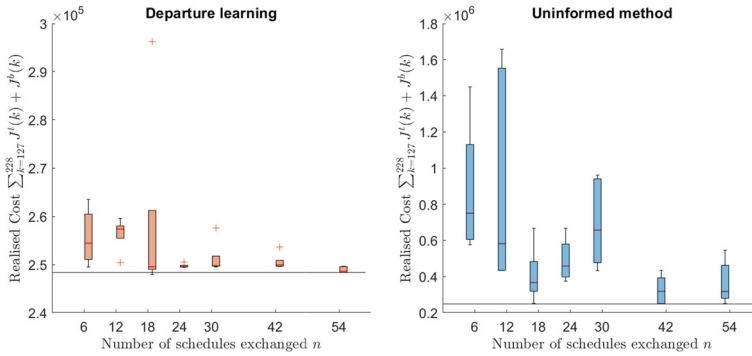 Departure learning
×10^5
3
2.9
2.8
2.7
2.6
2.5
2.4
6 12 18 24 30 42 54
Number of schedules exchanged n
Realised Cost ∑_{k=127}^{228} J^t(k) + J^b(k)
Uninformed method
×10^6
1.8
1.6
1.4
1.2
1
0.8
0.6
0.4
0.2
6 12 18 24 30 42 54
Number of schedules exchanged n
Realised Cost ∑_{k=127}^{228} J^t(k) + J^b(k)